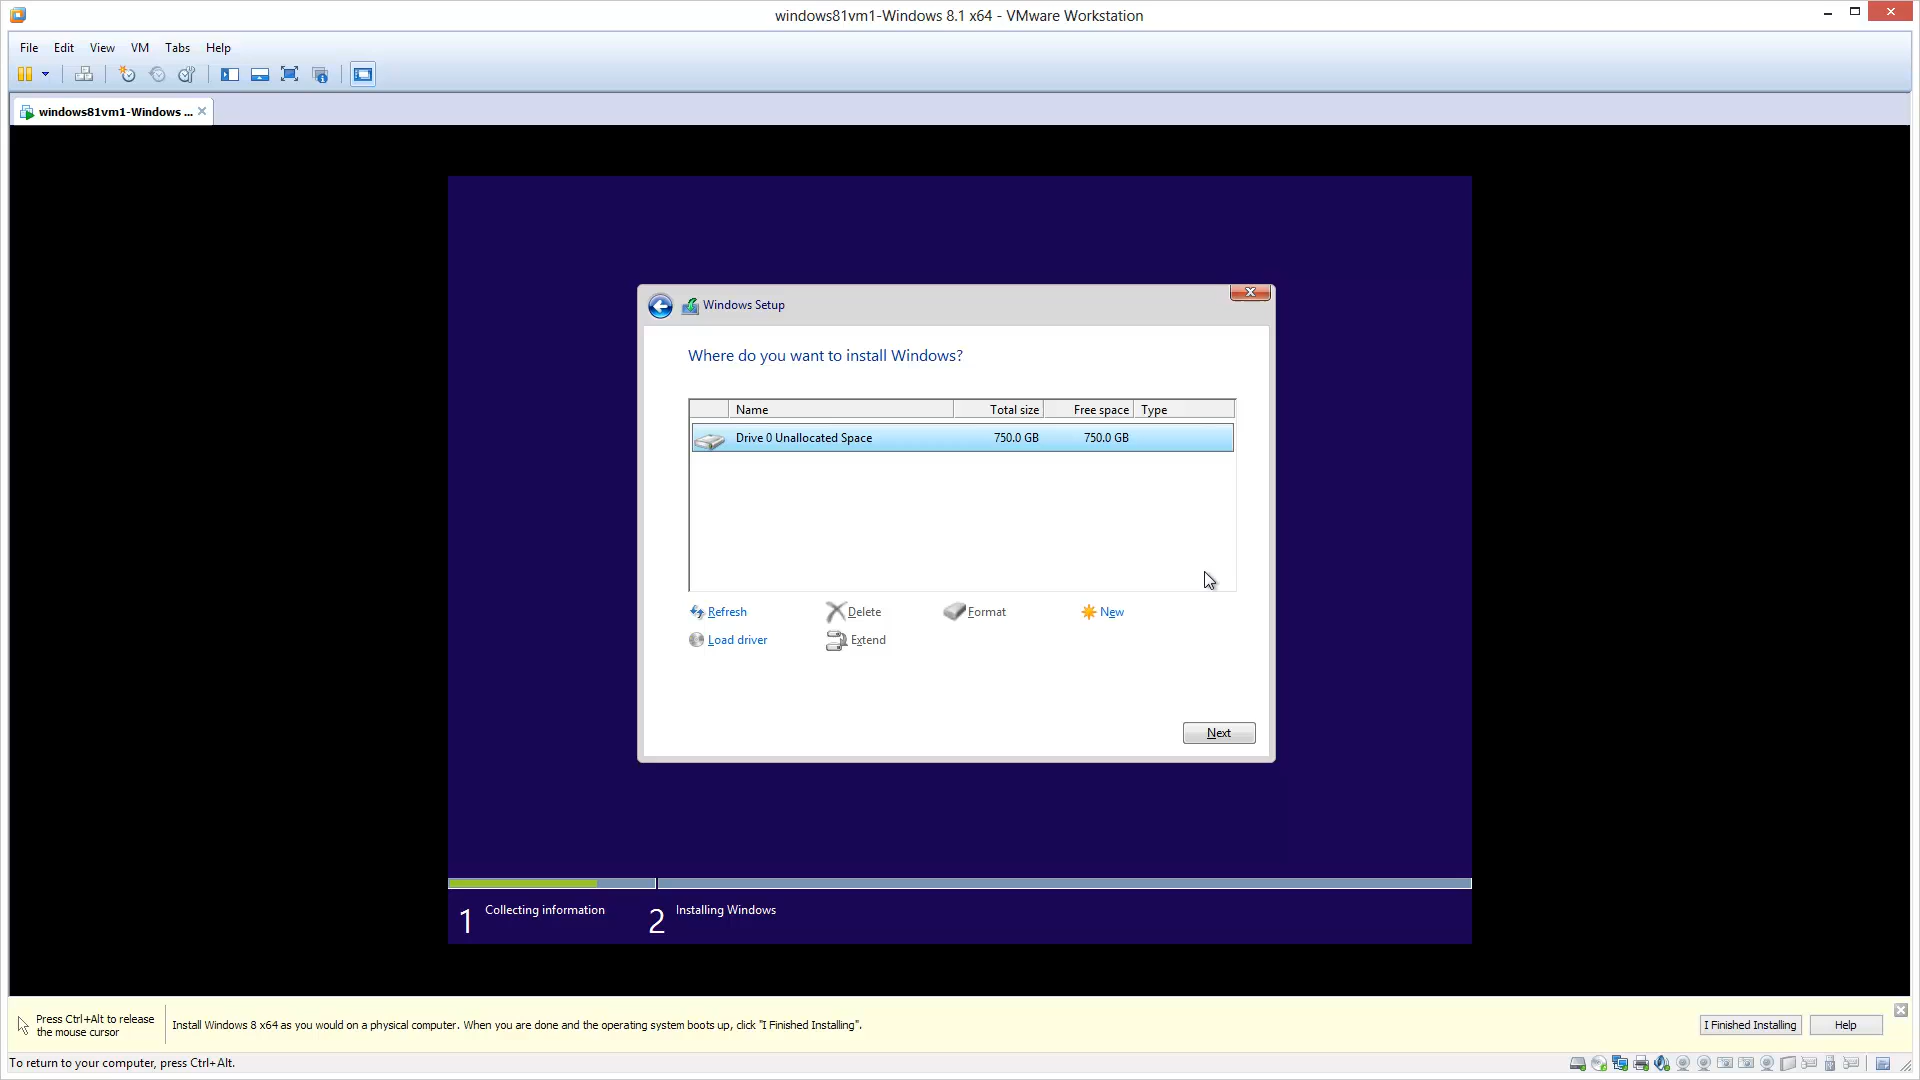 windows81vm1-Windows 8.1 x64 - VMware Workstation
File Edit View VM Tabs Help
windows81vm1-Windows ...
Windows Setup
Where do you want to install Windows?
Name Total size Free space Type
Drive 0 Unallocated Space 750.0 GB 750.0 GB
Refresh Delete Format New
Load driver Extend
Next
1 Collecting information 2 Installing Windows
Press Ctrl+Alt to release
the mouse cursor
Install Windows 8 x64 as you would on a physical computer. When you are done and the operating system boots up, click "I Finished Installing".
I Finished Installing Help
To return to your computer, press Ctrl+Alt.